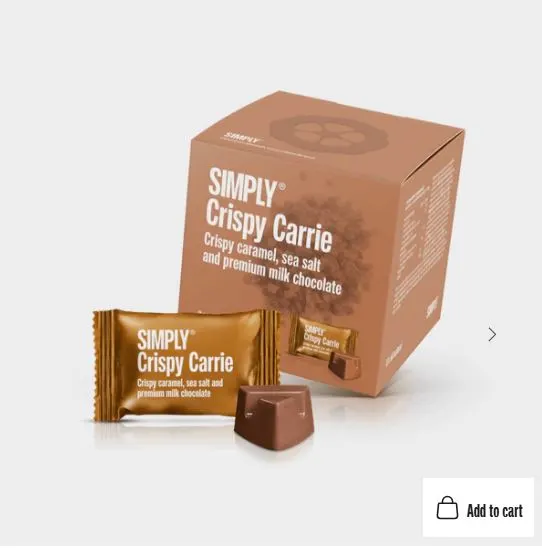 SIMPLY
SIMPLY®
Crispy Carrie
Crispy caramel, sea salt
and premium milk chocolate
SIMPLY
SIMPLY®
Crispy Carrie
SIMPLY®
Crispy Carrie
Crispy caramel, sea salt and
premium milk chocolate
Add to cart